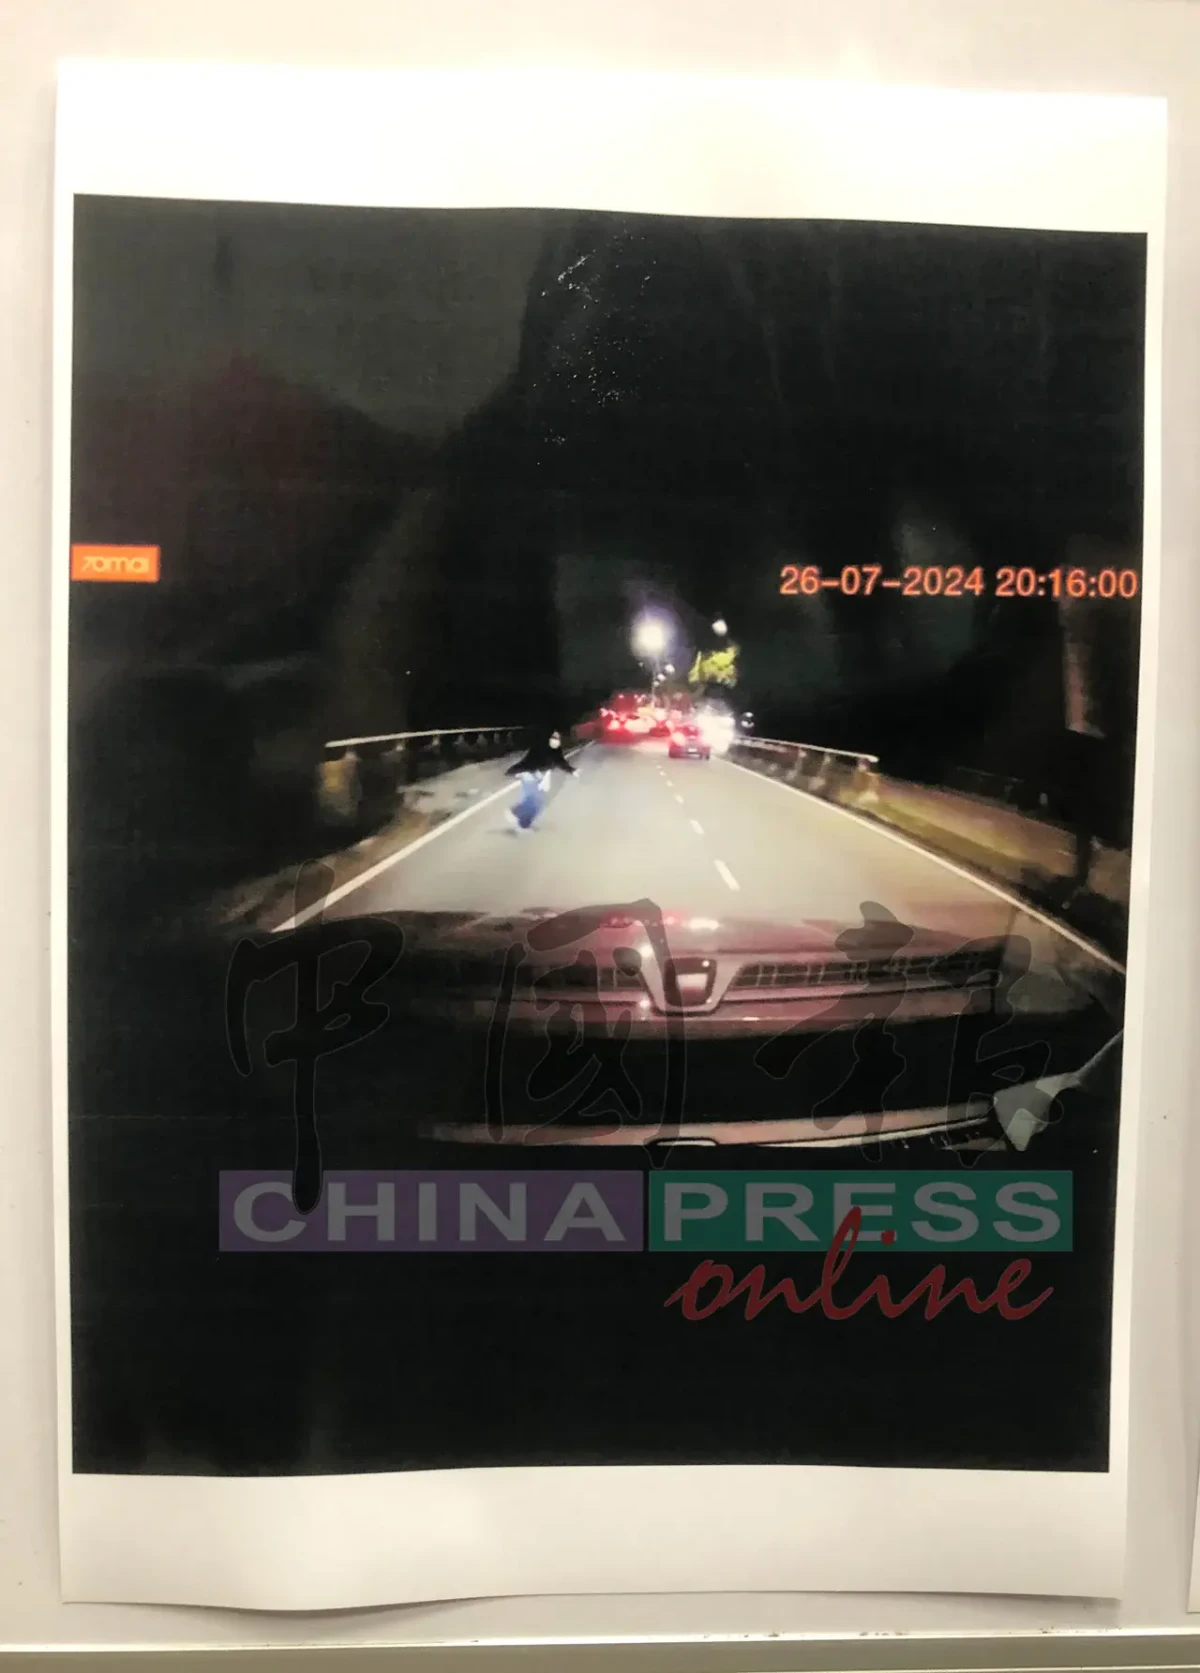 70mai
26-07-2024 20:16:00
中國報
CHINA PRESS
online